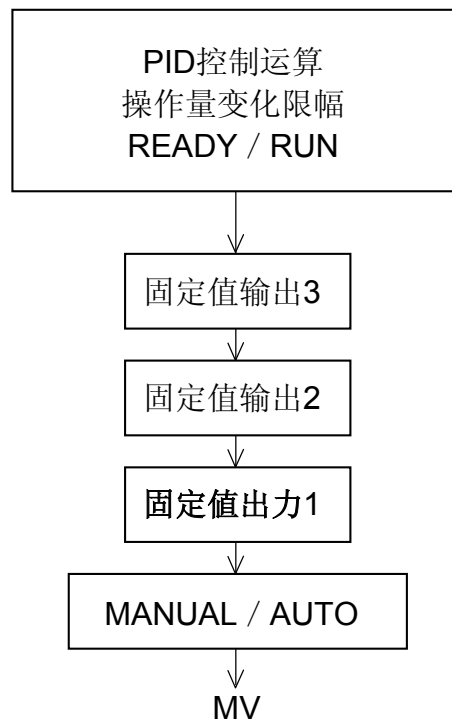 PID控制运算
操作量变化限幅
READY / RUN
固定值输出3
固定值输出2
固定値出力1
MANUAL / AUTO
MV